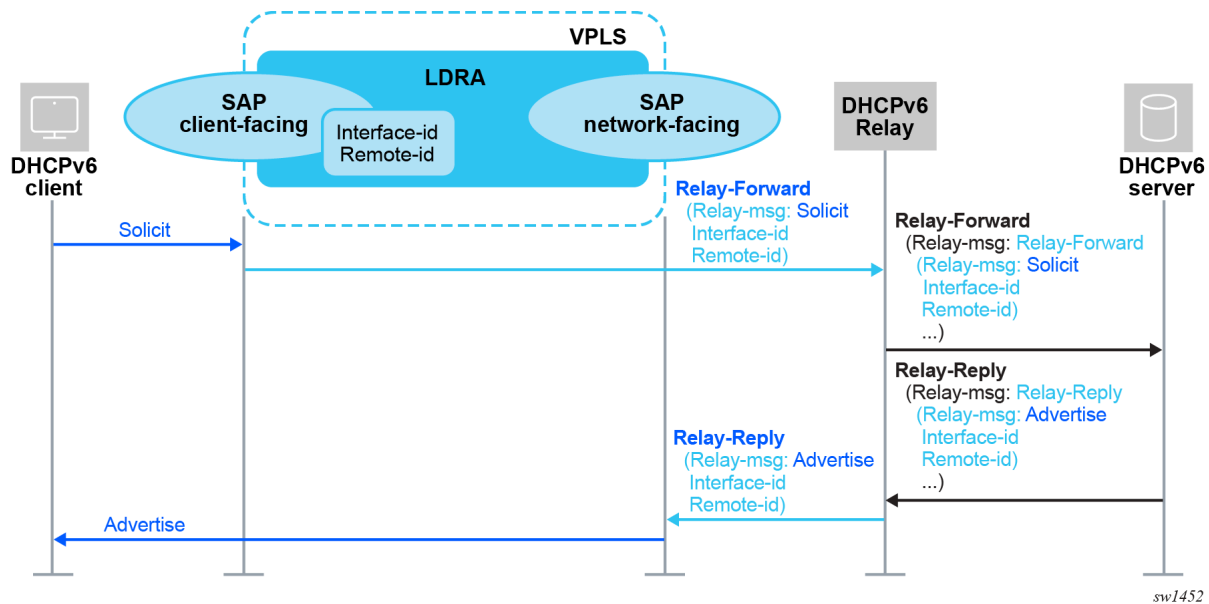 VPLS
LDRA
SAP
client-facing
Interface-id
Remote-id
SAP
network-facing
DHCPv6
client
DHCPv6
Relay
DHCPv6
server
Solicit
Relay-Forward
(Relay-msg: Solicit
Interface-id
Remote-id)
Relay-Forward
(Relay-msg: Relay-Forward
(Relay-msg: Solicit
Interface-id
Remote-id)
...)
Relay-Reply
(Relay-msg: Relay-Reply
(Relay-msg: Advertise
Interface-id
Remote-id)
...)
Relay-Reply
(Relay-msg: Advertise
Interface-id
Remote-id)
Advertise
sw1452